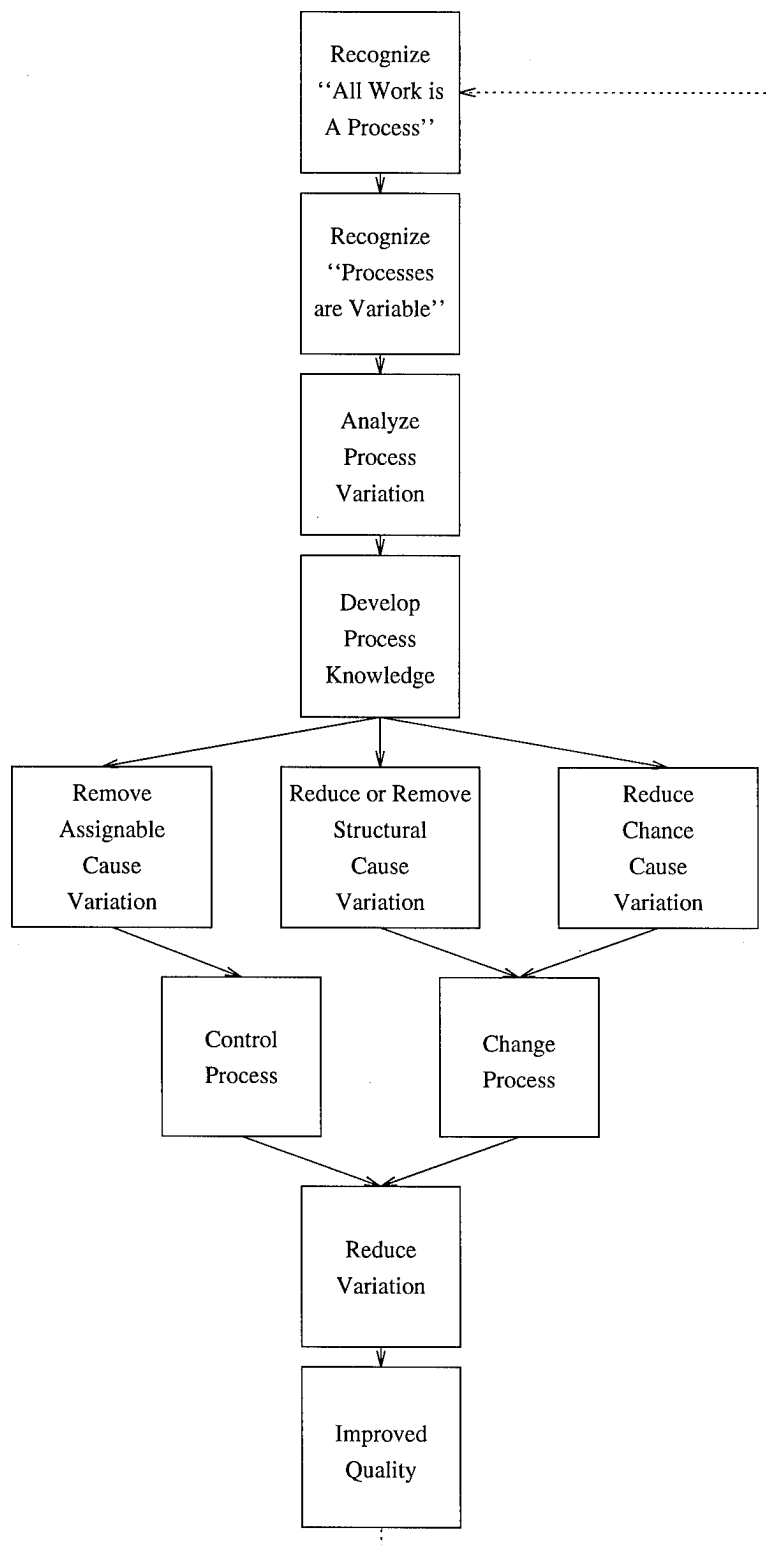 Recognize
‘‘All Work is
A Process’’
Recognize
‘‘Processes
are Variable’’
Analyze
Process
Variation
Develop
Process
Knowledge
Remove
Assignable
Cause
Variation
Reduce or Remove
Structural
Cause
Variation
Reduce
Chance
Cause
Variation
Control
Process
Change
Process
Reduce
Variation
Improved
Quality